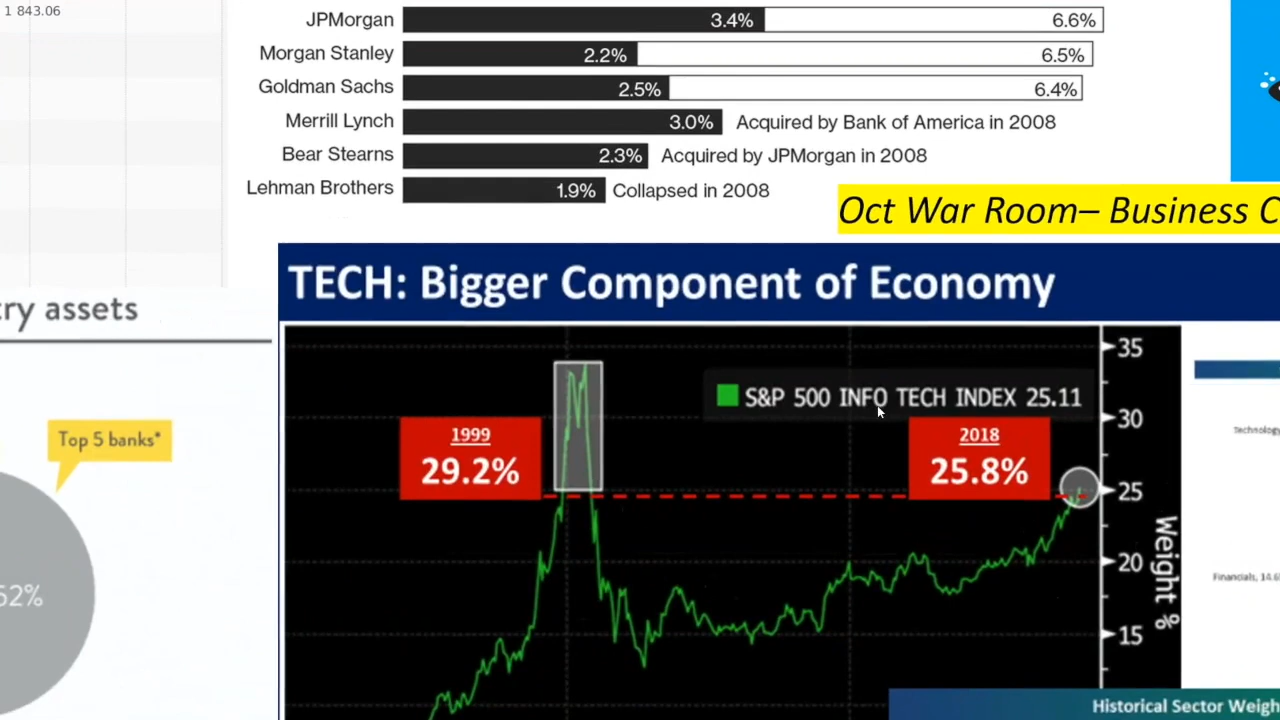 1 843.06
JPMorgan 3.4% 6.6%
Morgan Stanley 2.2% 6.5%
Goldman Sachs 2.5% 6.4%
Merrill Lynch 3.0% Acquired by Bank of America in 2008
Bear Stearns 2.3% Acquired by JPMorgan in 2008
Lehman Brothers 1.9% Collapsed in 2008
Oct War Room– Business C
ry assets
Top 5 banks*
52%
TECH: Bigger Component of Economy
S&P 500 INFO TECH INDEX 25.11
1999
29.2%
2018
25.8%
35
30
25
20
15
Weight %
Technology
Financials, 14.6
Historical Sector Weigh